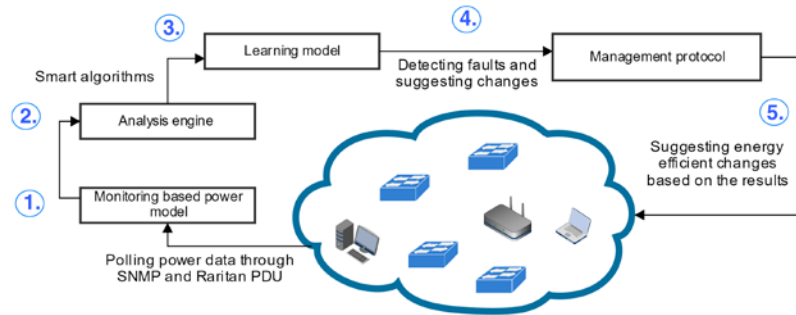 3.
4.
Learning model
Management protocol
Smart algorithms
Detecting faults and
suggesting changes
2.
Analysis engine
5.
Suggesting energy
efficient changes
based on the results
1.
Monitoring based power
model
Polling power data through
SNMP and Raritan PDU